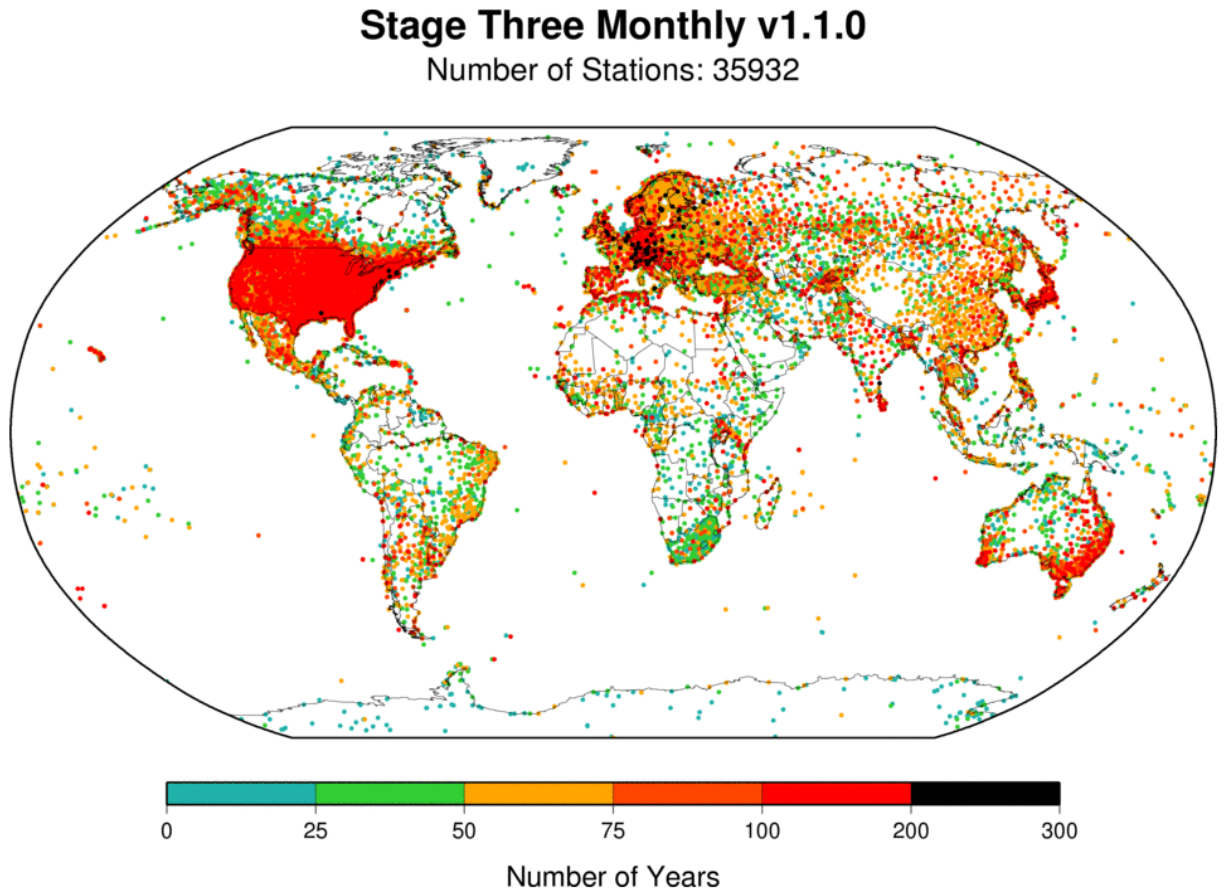 Stage Three Monthly v1.1.0
Number of Stations: 35932
0 25 50 75 100 200 300
Number of Years